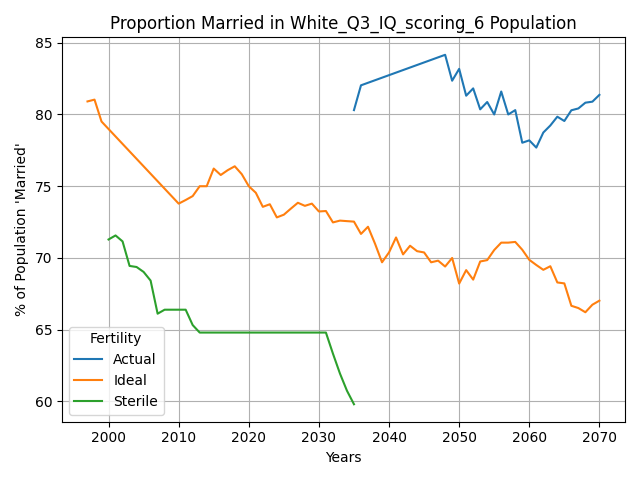 Proportion Married in White_Q3_IQ_scoring_6 Population
% of Population 'Married'
85
80
75
70
65
60
Fertility
Actual
Ideal
Sterile
2000 2010 2020 2030 2040 2050 2060 2070
Years